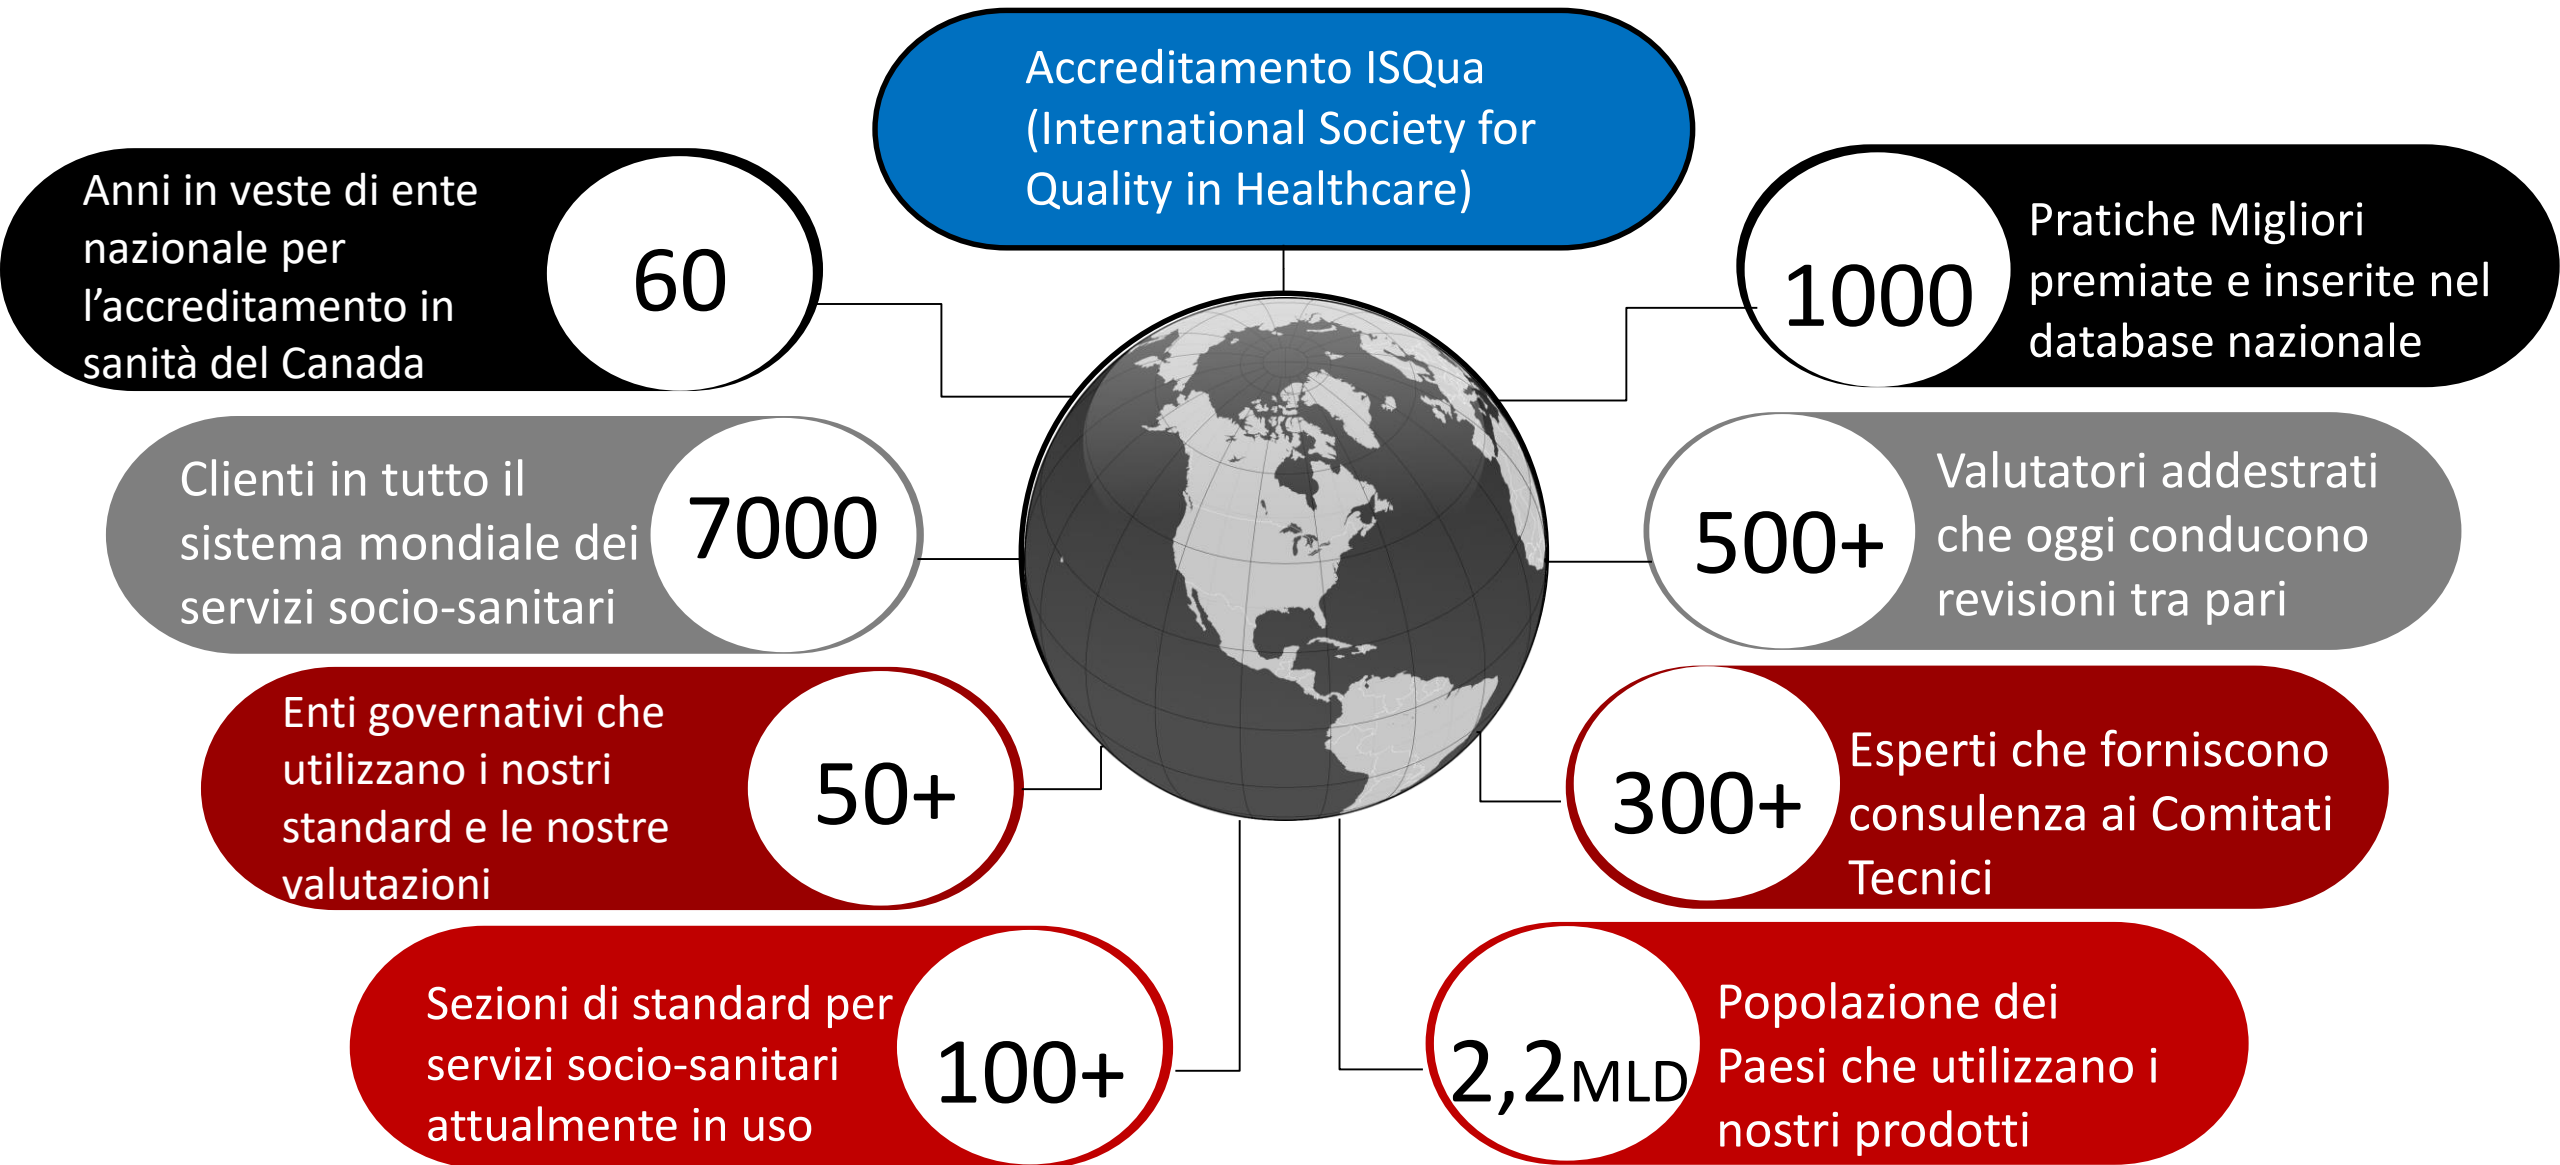 Accreditamento ISQua
(International Society for
Quality in Healthcare)
Anni in veste di ente
nazionale per
l’accreditamento in
sanità del Canada
60
1000
Pratiche Migliori
premiate e inserite nel
database nazionale
Clienti in tutto il
sistema mondiale dei
servizi socio-sanitari
7000
500+
Valutatori addestrati
che oggi conducono
revisioni tra pari
Enti governativi che
utilizzano i nostri
standard e le nostre
valutazioni
50+
300+
Esperti che forniscono
consulenza ai Comitati
Tecnici
Sezioni di standard per
servizi socio-sanitari
attualmente in uso
100+
2,2MLD
Popolazione dei
Paesi che utilizzano i
nostri prodotti